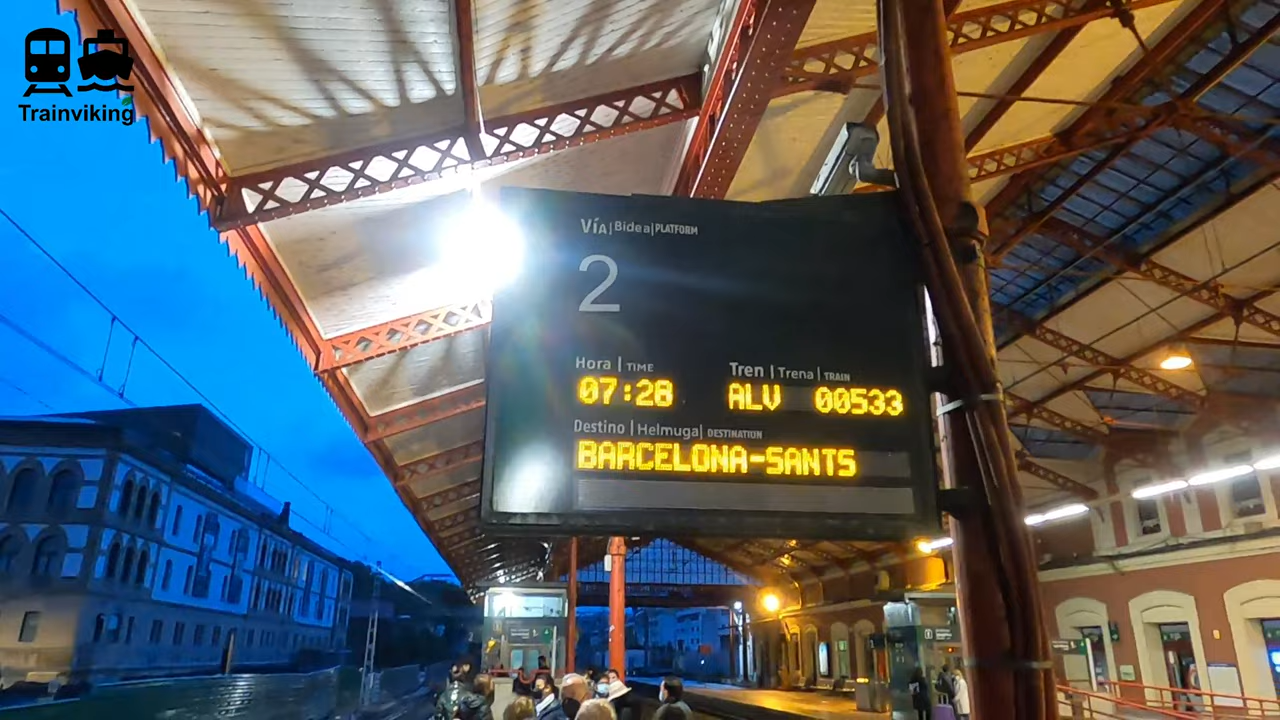 Trainviking
Vía | Bidea | PLATFORM
2
Hora | TIME
Tren | Trena | TRAIN
07:28
ALV 00533
Destino | Helmuga | DESTINATION
BARCELONA-SANTS